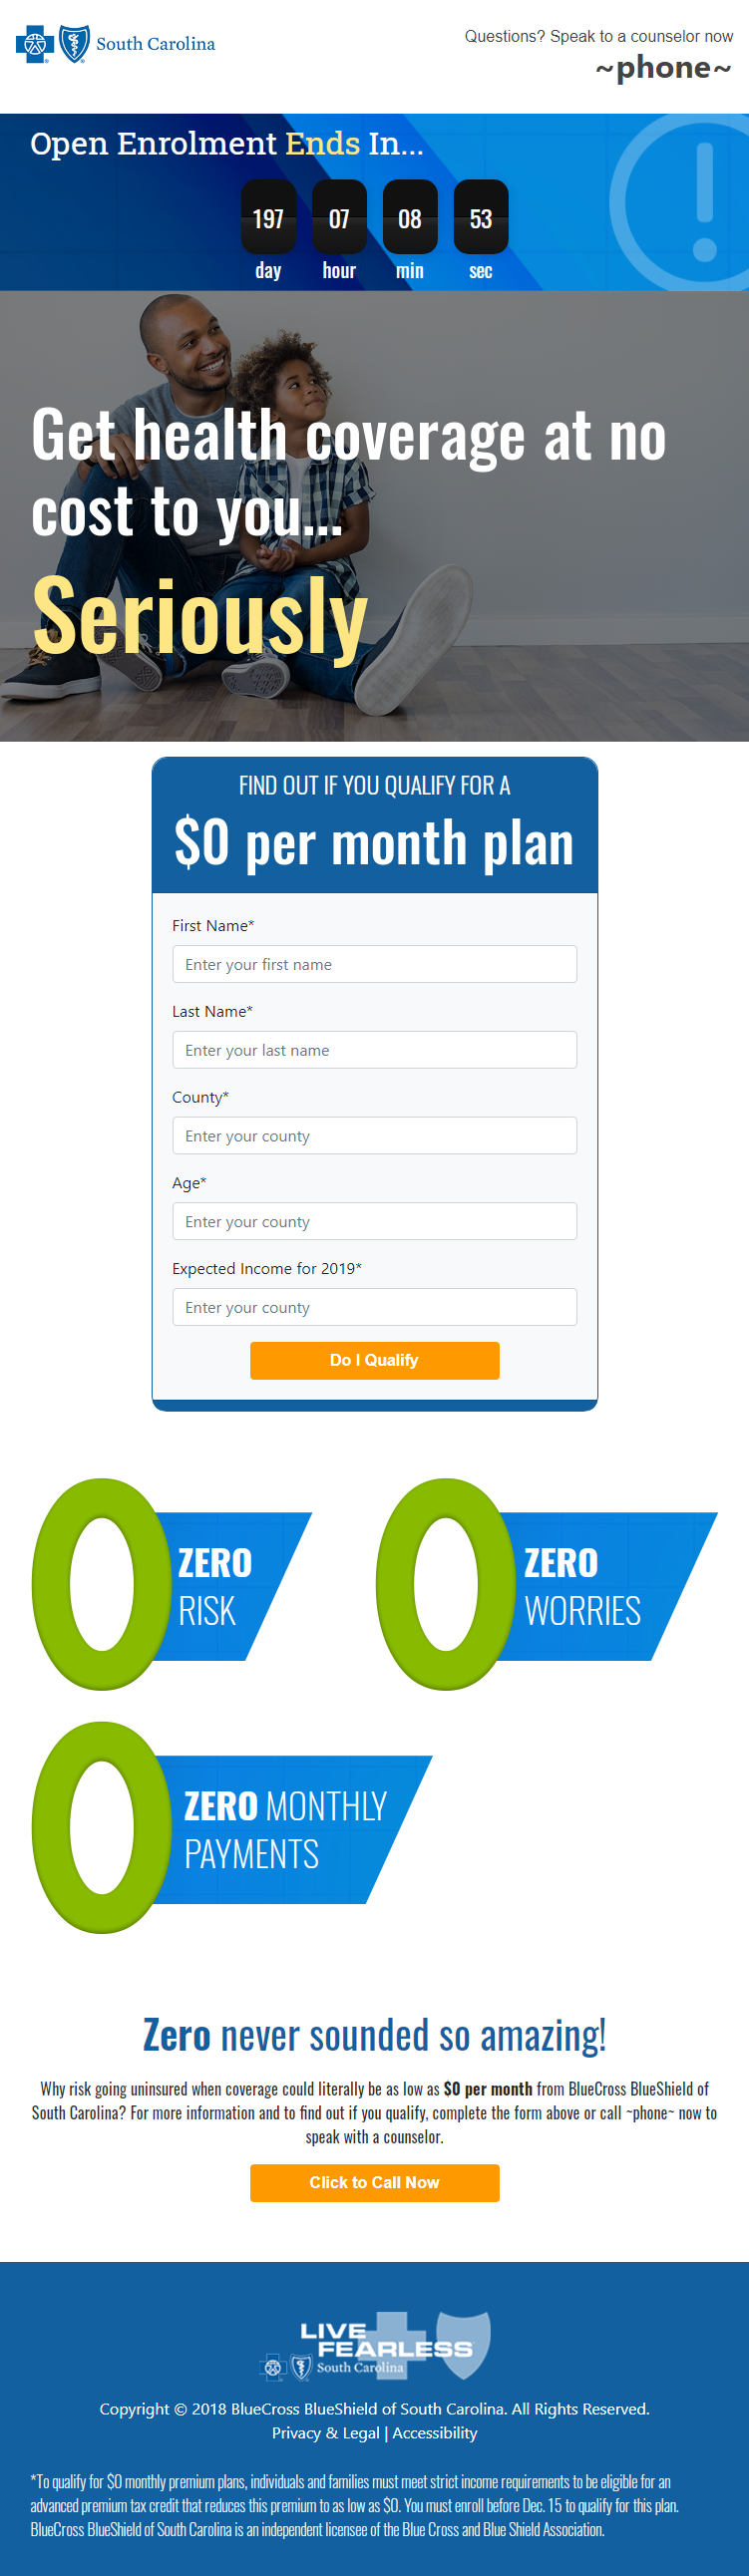 South Carolina
Questions? Speak to a counselor now
~phone~
Open Enrolment Ends In...
197 07 08 53
day hour min sec
Get health coverage at no
cost to you...
Seriously
FIND OUT IF YOU QUALIFY FOR A
$0 per month plan
First Name*
Enter your first name
Last Name*
Enter your last name
County*
Enter your county
Age*
Enter your county
Expected Income for 2019*
Enter your county
Do I Qualify
0 ZERO
RISK
0 ZERO
WORRIES
0 ZERO MONTHLY
PAYMENTS
Zero never sounded so amazing!
Why risk going uninsured when coverage could literally be as low as $0 per month from BlueCross BlueShield of
South Carolina? For more information and to find out if you qualify, complete the form above or call ~phone~ now to
speak with a counselor.
Click to Call Now
LIVE
FEARLESS
South Carolina
Copyright © 2018 BlueCross BlueShield of South Carolina. All Rights Reserved.
Privacy & Legal | Accessibility
*To qualify for $0 monthly premium plans, individuals and families must meet strict income requirements to be eligible for an
advanced premium tax credit that reduces this premium to as low as $0. You must enroll before Dec. 15 to qualify for this plan.
BlueCross BlueShield of South Carolina is an independent licensee of the Blue Cross and Blue Shield Association.